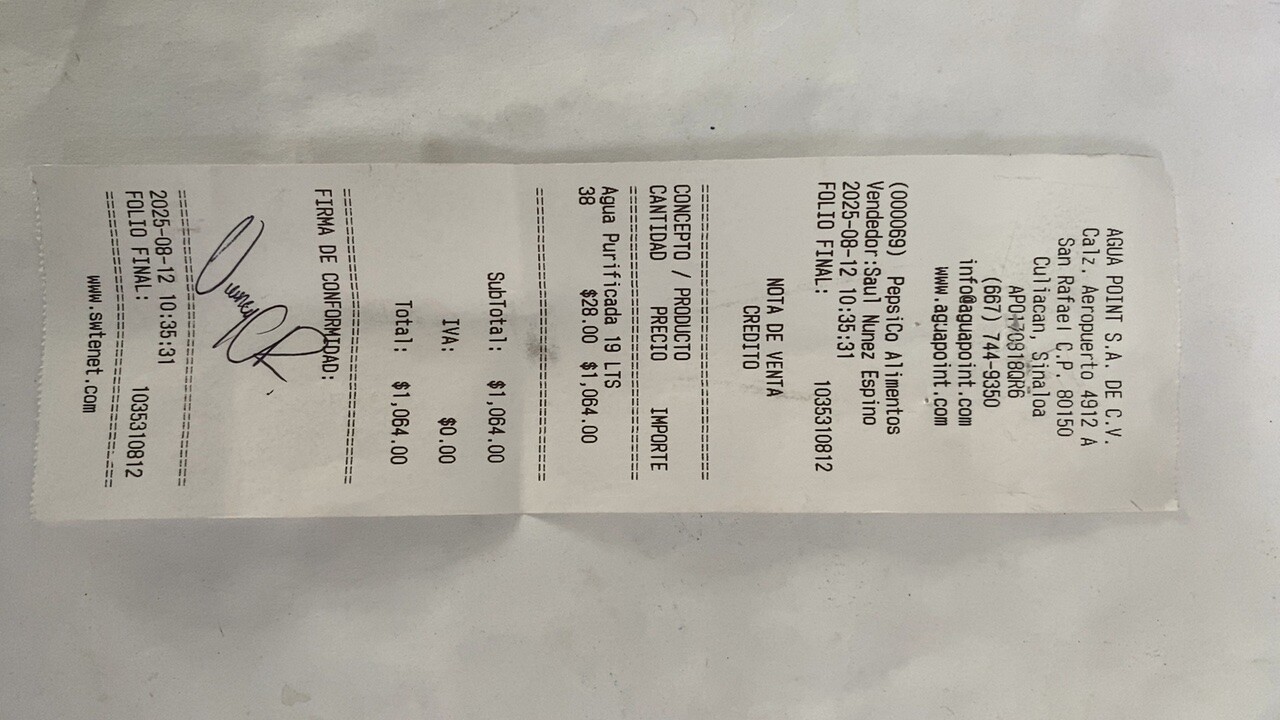 AGUA POINT S.A. DE C.V.
Calz. Aeropuerto 4912 A
San Rafael C.P. 80150
Culiacan, Sinaloa
(667) 744-9350
info@aguapoint.com
www.aguapoint.com
(000069) PepsiCo Alimentos
Vendedor:Saul Nunez Espino
2025-08-12 10:35:31
FOLIO FINAL: 1035310812
NOTA DE VENTA
CREDITO
==============================
CONCEPTO / PRODUCTO
CANTIDAD PRECIO IMPORTE
==============================
Agua Purificada 19 LTS
38 $28.00 $1,064.00
==============================
SubTotal: $1,064.00
IVA: $0.00
Total: $1,064.00
==============================
FIRMA DE CONFORMIDAD:
==============================
2025-08-12 10:35:31
FOLIO FINAL: 1035310812
==============================
www.swtenet.com